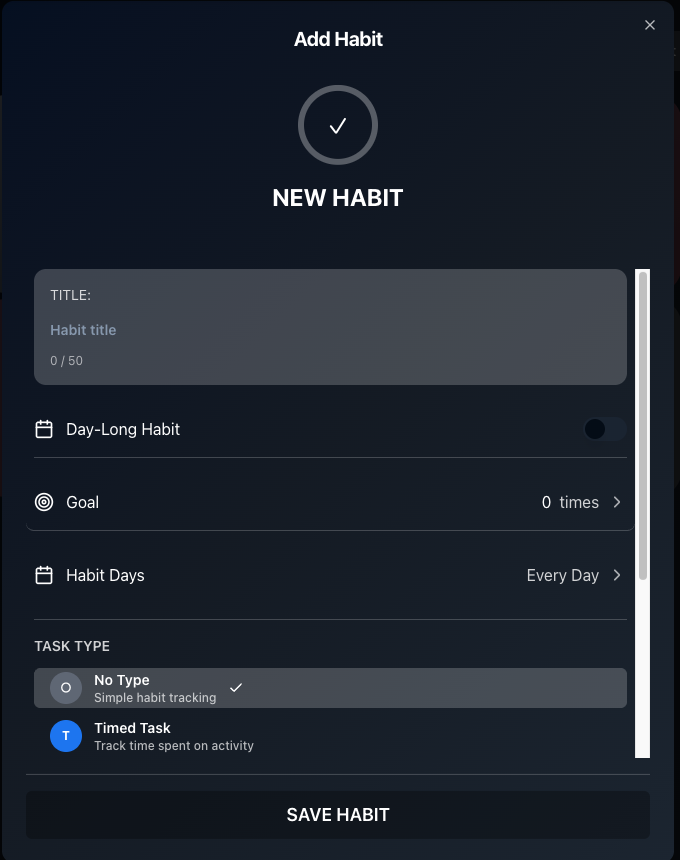 Add Habit
NEW HABIT
TITLE:
Habit title
0 / 50
Day-Long Habit
Goal 0 times
Habit Days Every Day
TASK TYPE
O No Type
Simple habit tracking
T Timed Task
Track time spent on activity
SAVE HABIT